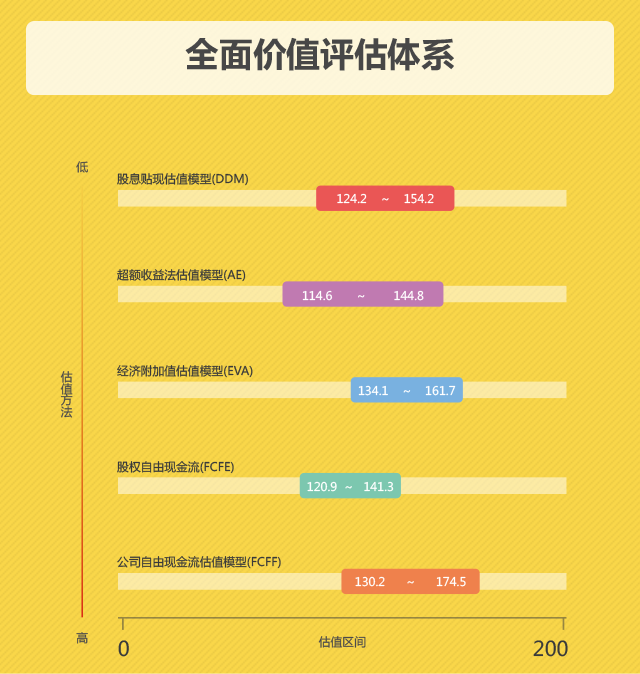 全面价值评估体系
低
股息贴现估值模型(DDM)
124.2 ~ 154.2
超额收益法估值模型(AE)
114.6 ~ 144.8
经济附加值估值模型(EVA)
134.1 ~ 161.7
估值方法
股权自由现金流(FCFE)
120.9 ~ 141.3
公司自由现金流估值模型(FCFF)
130.2 ~ 174.5
高
0 估值区间 200